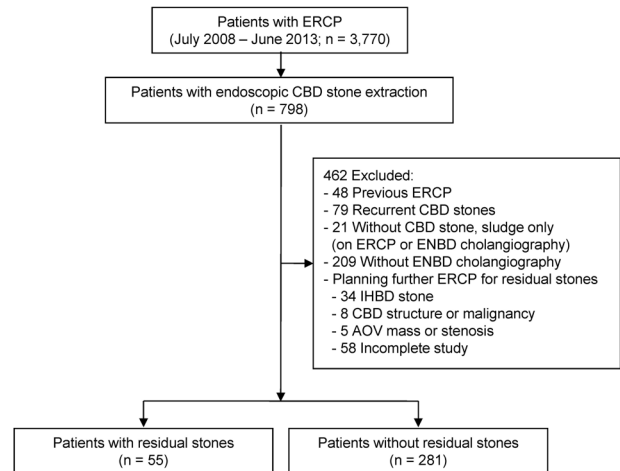 Patients with ERCP
(July 2008 – June 2013; n = 3,770)
Patients with endoscopic CBD stone extraction
(n = 798)
462 Excluded:
- 48 Previous ERCP
- 79 Recurrent CBD stones
- 21 Without CBD stone, sludge only
(on ERCP or ENBD cholangiography)
- 209 Without ENBD cholangiography
- Planning further ERCP for residual stones
- 34 IHBD stone
- 8 CBD structure or malignancy
- 5 AOV mass or stenosis
- 58 Incomplete study
Patients with residual stones
(n = 55)
Patients without residual stones
(n = 281)